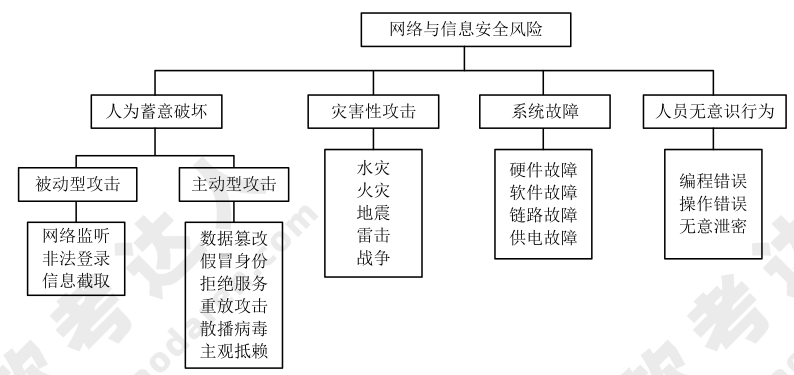 网络与信息安全风险
人为蓄意破坏
灾害性攻击
系统故障
人员无意识行为
被动型攻击
主动型攻击
网络监听
非法登录
信息截取
数据篡改
假冒身份
拒绝服务
重放攻击
散播病毒
主观抵赖
水灾
火灾
地震
雷击
战争
硬件故障
软件故障
链路故障
供电故障
编程错误
操作错误
无意泄密
软考达人